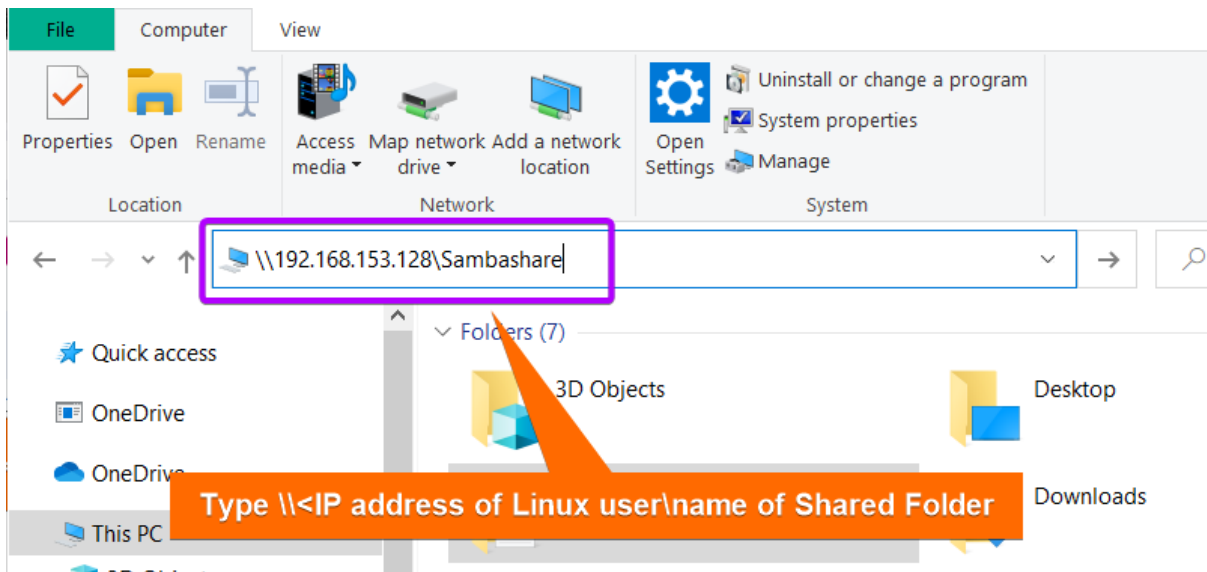 File Computer View
Uninstall or change a program
System properties
Properties Open Rename Access Map network Add a network Open
media drive location Settings Manage
Location Network System
\\192.168.153.128\Sambashare
Folders (7)
Quick access
3D Objects Desktop
OneDrive
OneDrive
Type \\<IP address of Linux user\name of Shared Folder
Downloads
This PC